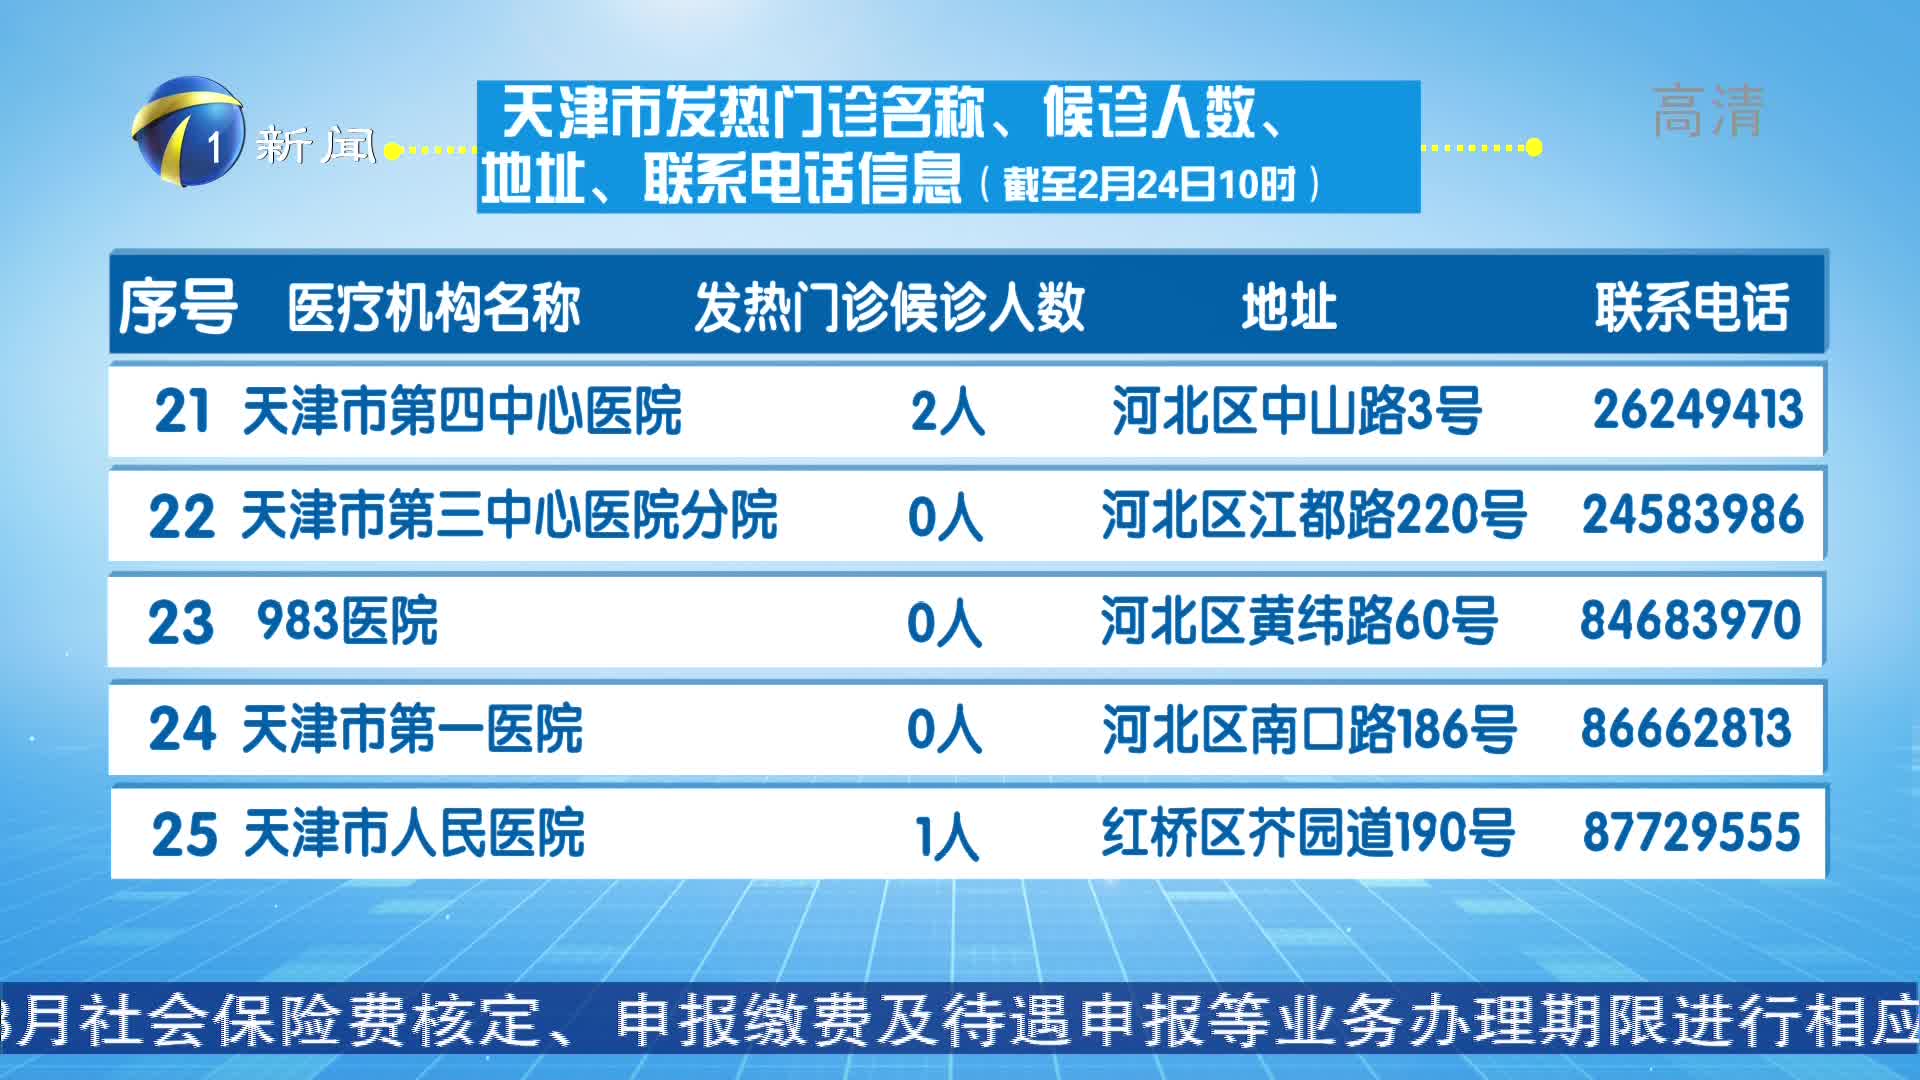 1 新闻
高清
天津市发热门诊名称、候诊人数、
地址、联系电话信息（截至2月24日10时）
序号 医疗机构名称 发热门诊候诊人数 地址 联系电话
21 天津市第四中心医院 2人 河北区中山路3号 26249413
22 天津市第三中心医院分院 0人 河北区江都路220号 24583986
23 983医院 0人 河北区黄纬路60号 84683970
24 天津市第一医院 0人 河北区南口路186号 86662813
25 天津市人民医院 1人 红桥区芥园道190号 87729555
3月社会保险费核定、申报缴费及待遇申报等业务办理期限进行相应